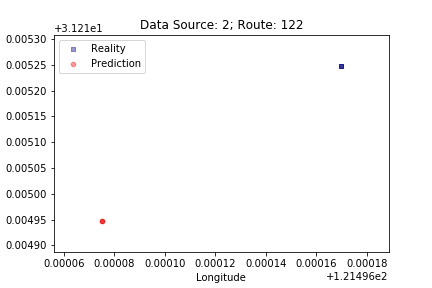 Data Source: 2; Route: 122
+3.121e1
0.00530
0.00525
0.00520
0.00515
0.00510
0.00505
0.00500
0.00495
0.00490
Reality
Prediction
0.00006 0.00008 0.00010 0.00012 0.00014 0.00016 0.00018
Longitude
+1.21496e2